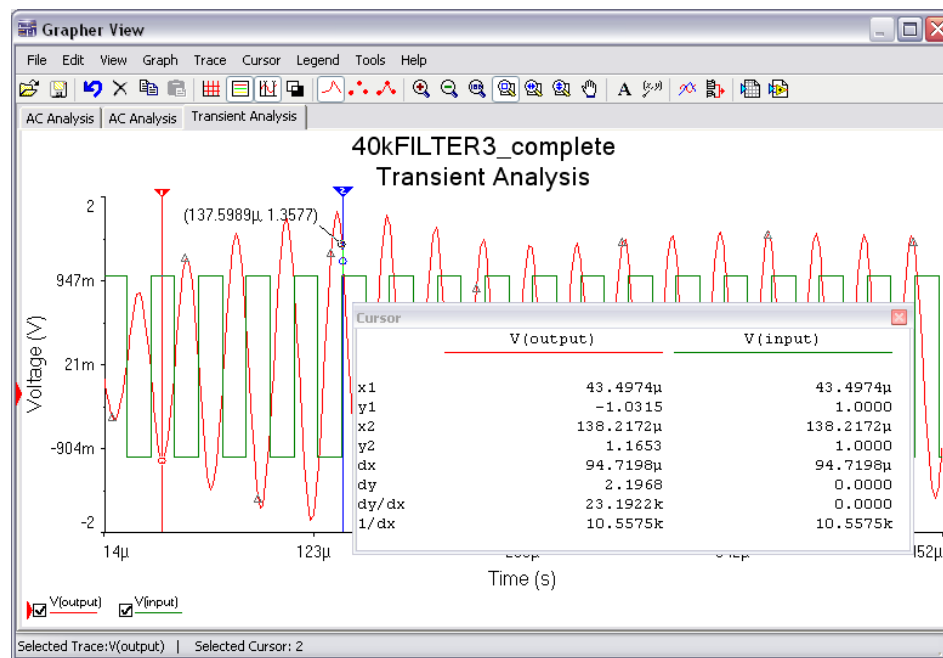 Grapher View
File Edit View Graph Trace Cursor Legend Tools Help
AC Analysis AC Analysis Transient Analysis
40kFILTER3_complete
Transient Analysis
1 2
(137.5989µ, 1.3577)
2
947m
21m
-904m
-2
Voltage (V)
Cursor
V(output) V(input)
x1 43.4974µ 43.4974µ
y1 -1.0315 1.0000
x2 138.2172µ 138.2172µ
y2 1.1653 1.0000
dx 94.7198µ 94.7198µ
dy 2.1968 0.0000
dy/dx 23.1922k 0.0000
1/dx 10.5575k 10.5575k
14µ 123µ 452µ
Time (s)
V(output) V(input)
Selected Trace:V(output) | Selected Cursor: 2